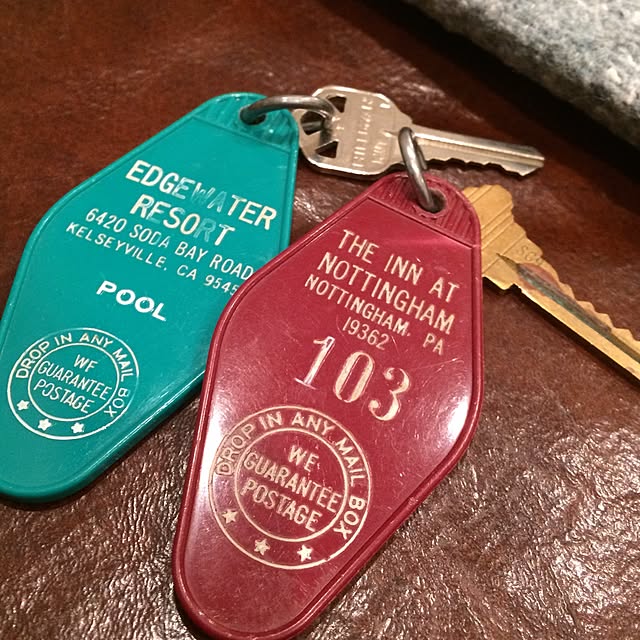 EDGEWATER
RESORT
6420 SODA BAY ROAD
KELSEYVILLE, CA 9545
POOL
DROP IN ANY MAIL BOX
WE
GUARANTEE
POSTAGE
THE INN AT
NOTTINGHAM
NOTTINGHAM, PA
19362
103
DROP IN ANY MAIL BOX
WE
GUARANTEE
POSTAGE